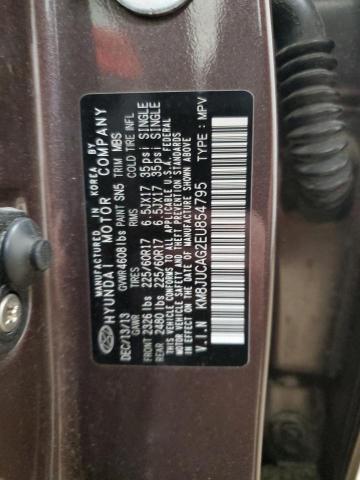 MANUFACTURED IN KOREA BY
HYUNDAI MOTOR COMPANY
GVWR 4608 lbs PAINT SN5 TRIM MBS
DEC/13/13 GAWR RIMS COLD TIRE INFL
FRONT 2326 lbs 225/60R17 6.5JX17 35psi SINGLE
REAR 2480 lbs 225/60R17 6.5JX17 35psi SINGLE
THIS VEHICLE CONFORMS TO ALL APPLICABLE U.S.A. FEDERAL
MOTOR VEHICLE SAFETY AND THEFT PREVENTION STANDARDS
IN EFFECT ON THE DATE OF MANUFACTURE SHOWN ABOVE.
V.I.N KM8JUCAG2EU854795 TYPE: MPV